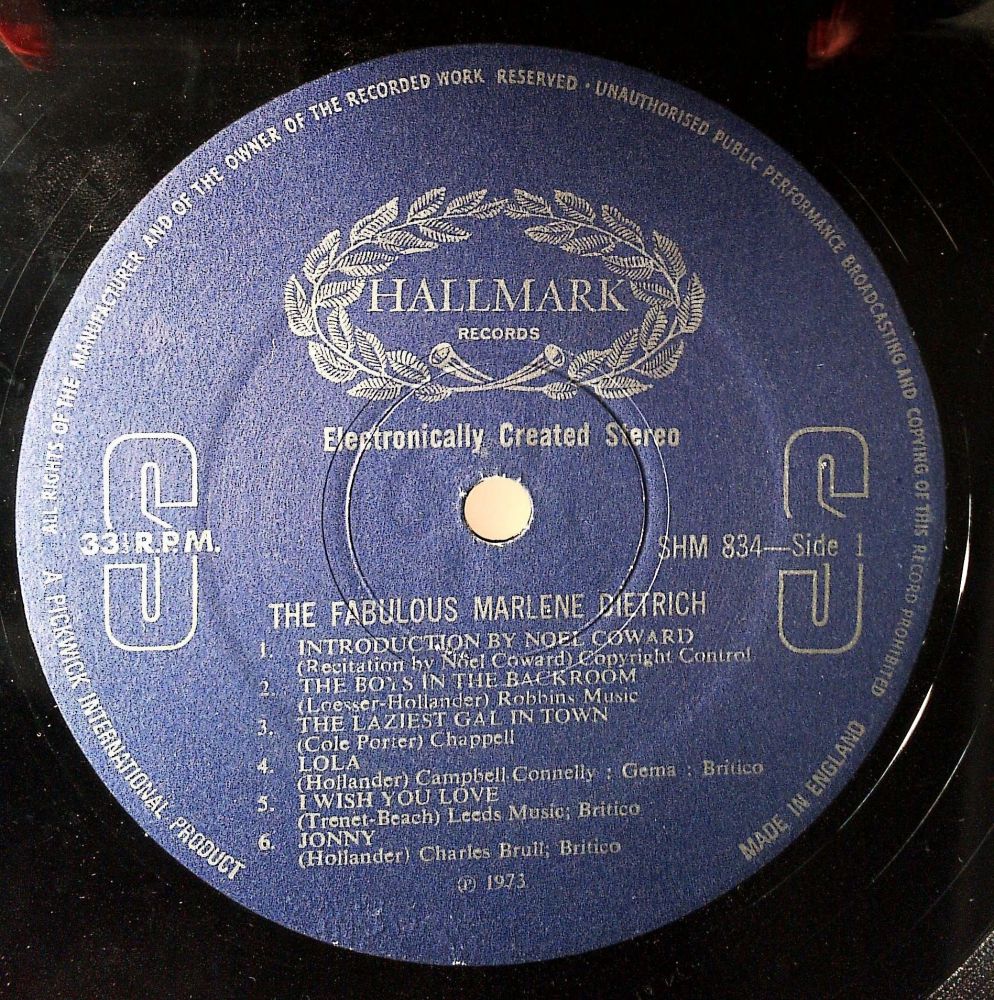 ALL RIGHTS OF THE MANUFACTURER AND OF THE OWNER OF THE RECORDED WORK RESERVED · UNAUTHORISED PUBLIC PERFORMANCE BROADCASTING AND COPYING OF THIS RECORD PROHIBITED
HALLMARK
RECORDS
Electronically Created Stereo
S
S
33⅓ R.P.M.
SHM 834—Side 1
THE FABULOUS MARLENE DIETRICH
1. INTRODUCTION BY NOEL COWARD
(Recitation by Nöel Coward) Copyright Control
2. THE BOYS IN THE BACKROOM
(Loesser-Hollander) Robbins Music
3. THE LAZIEST GAL IN TOWN
(Cole Porter) Chappell
4. LOLA
(Hollander) Campbell-Connelly : Gema : Britico
5. I WISH YOU LOVE
(Trenet-Beach) Leeds Music; Britico
6. JONNY
(Hollander) Charles Brull; Britico
℗ 1973
A PICKWICK INTERNATIONAL PRODUCT
MADE IN ENGLAND